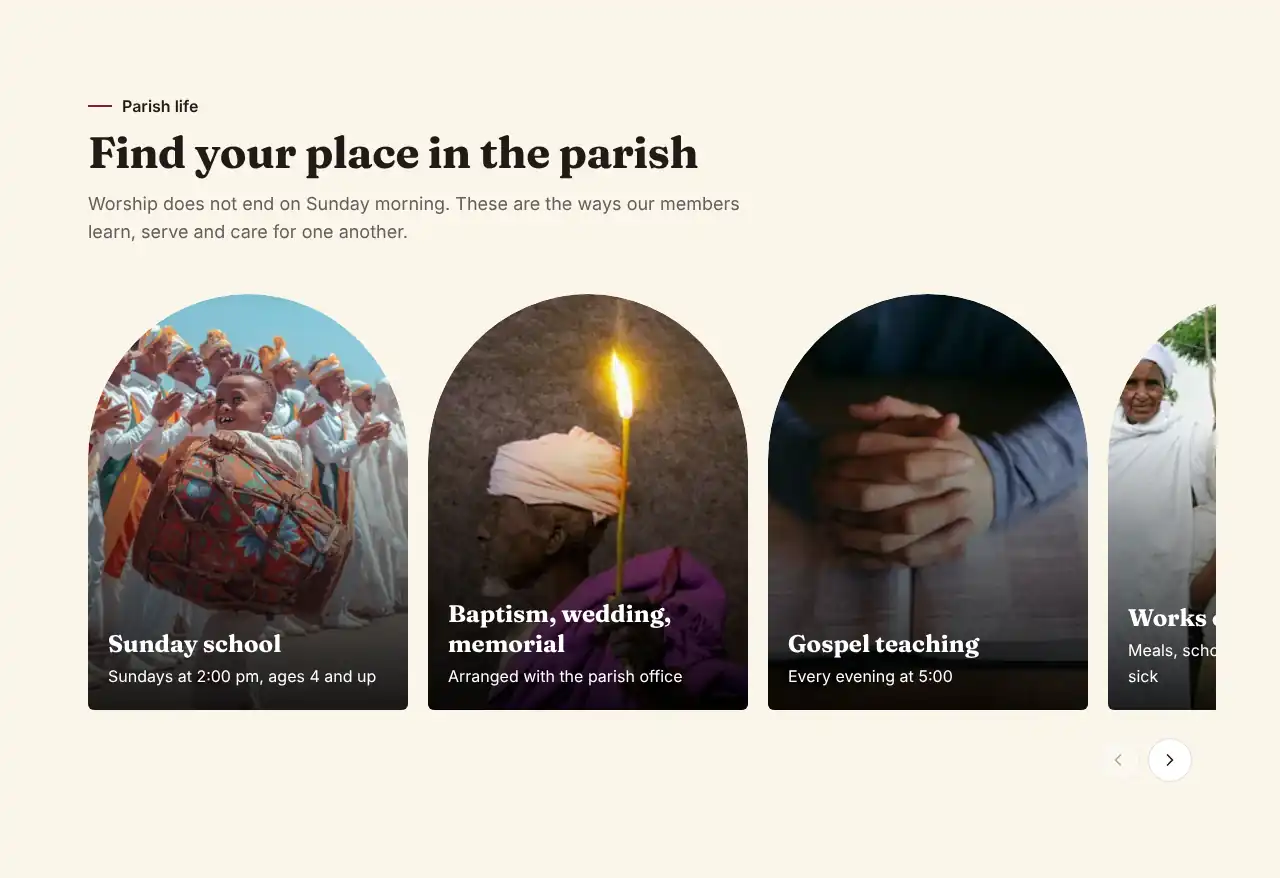 Parish life
Find your place in the parish
Worship does not end on Sunday morning. These are the ways our members
learn, serve and care for one another.
Sunday school
Sundays at 2:00 pm, ages 4 and up
Baptism, wedding,
memorial
Arranged with the parish office
Gospel teaching
Every evening at 5:00
Works
Meals,
sick